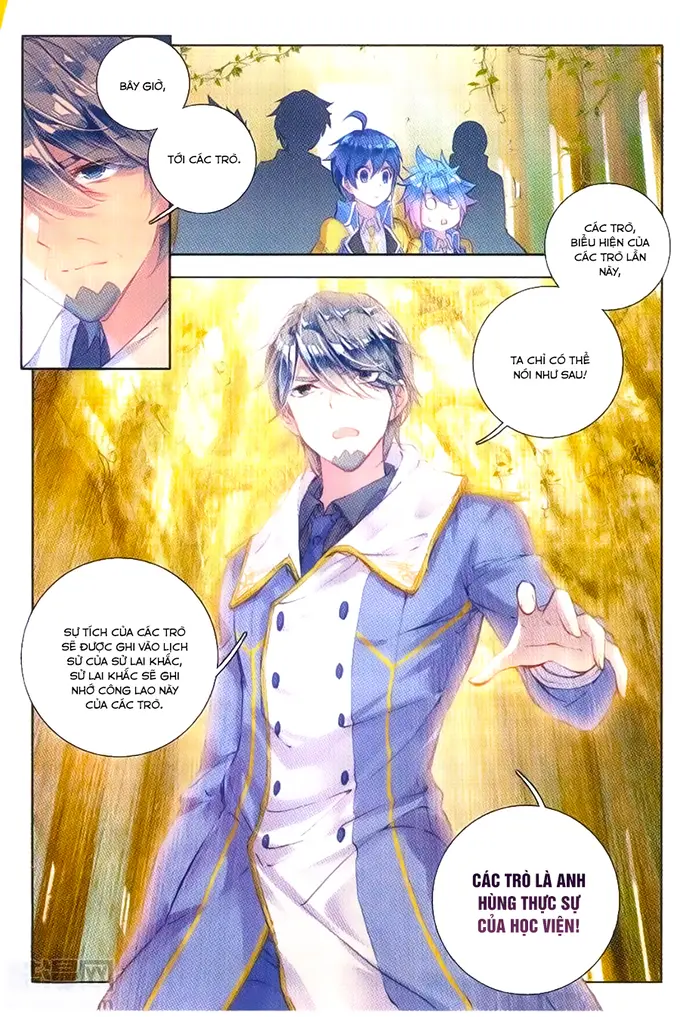 BÂY GIỜ,
TỚI CÁC TRÒ.
CÁC TRÒ,
BIỂU HIỆN CỦA
CÁC TRÒ LẦN
NÀY,
TA CHỈ CÓ THỂ
NÓI NHƯ SAU!
SỰ TÍCH CỦA CÁC TRÒ
SẼ ĐƯỢC GHI VÀO LỊCH
SỬ CỦA SỬ LAI KHẮC,
SỬ LAI KHẮC SẼ GHI
NHỚ CÔNG LAO NÀY
CỦA CÁC TRÒ.
CÁC TRÒ LÀ ANH
HÙNG THỰC SỰ
CỦA HỌC VIỆN!